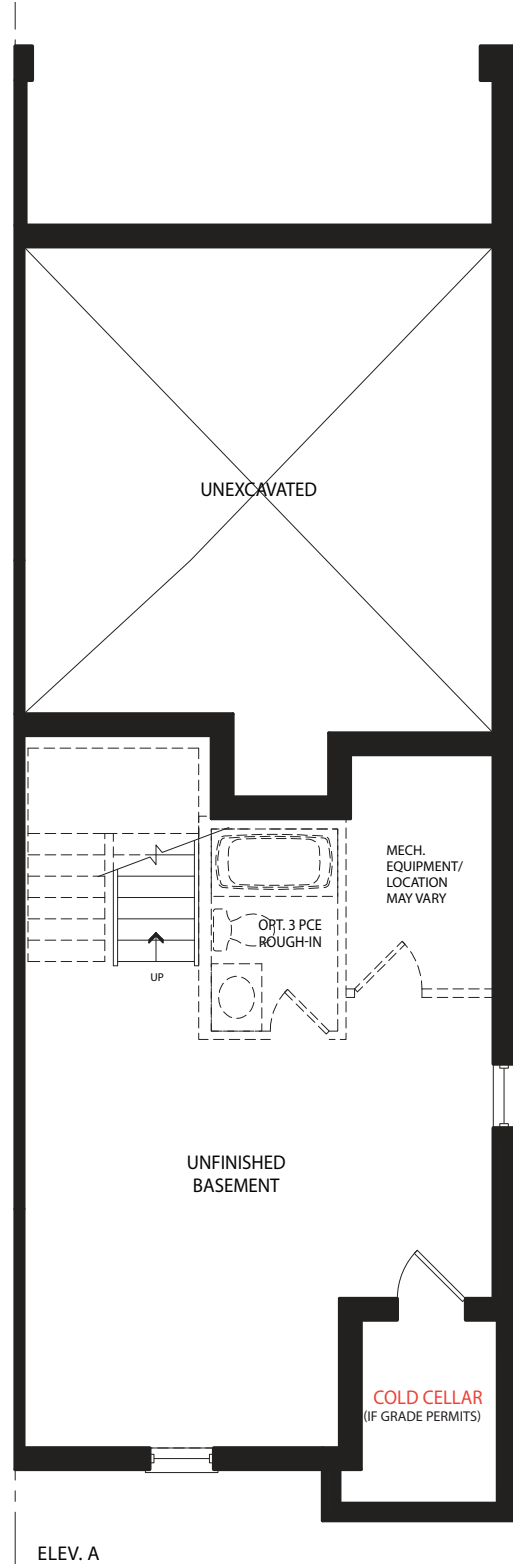 UNEXCAVATED
MECH.
EQUIPMENT/
LOCATION
MAY VARY
OPT. 3 PCE
ROUGH-IN
UP
UNFINISHED
BASEMENT
COLD CELLAR
(IF GRADE PERMITS)
ELEV. A